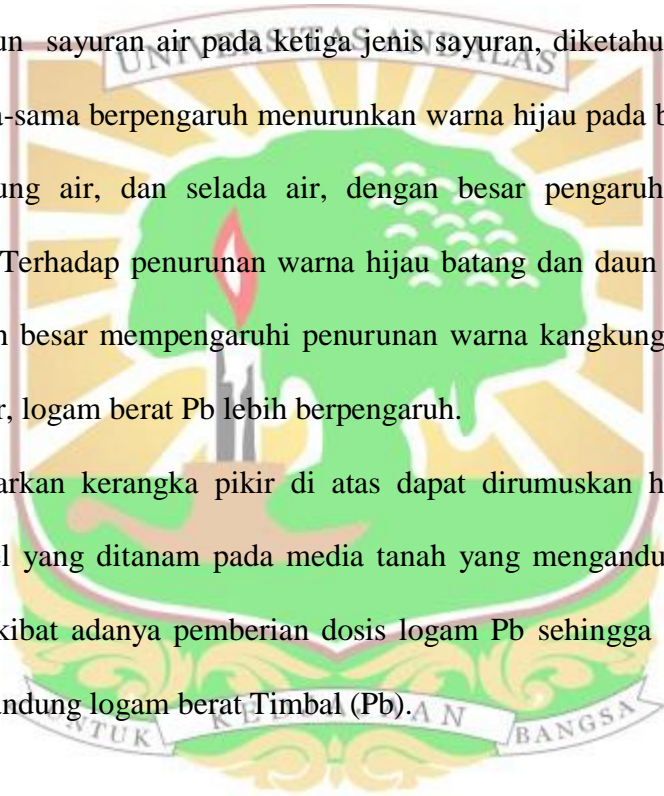 un sayuran air pada ketiga jenis sayuran, diketahu
UNIVERSITAS ANDALAS
a-sama berpengaruh menurunkan warna hijau pada b
ung air, dan selada air, dengan besar pengaruh
Terhadap penurunan warna hijau batang dan daun
n besar mempengaruhi penurunan warna kangkung
r, logam berat Pb lebih berpengaruh.
arkan kerangka pikir di atas dapat dirumuskan h
el yang ditanam pada media tanah yang mengandu
kibat adanya pemberian dosis logam Pb sehingga
andung logam berat Timbal (Pb).
UNTUK KEDJAJAAN BANGSA